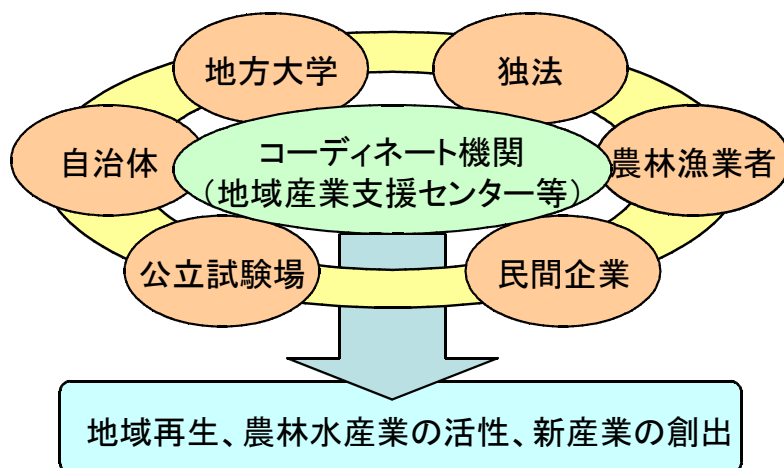 地方大学
独法
自治体
コーディネート機関
（地域産業支援センター等）
農林漁業者
公立試験場
民間企業
地域再生、農林水産業の活性、新産業の創出